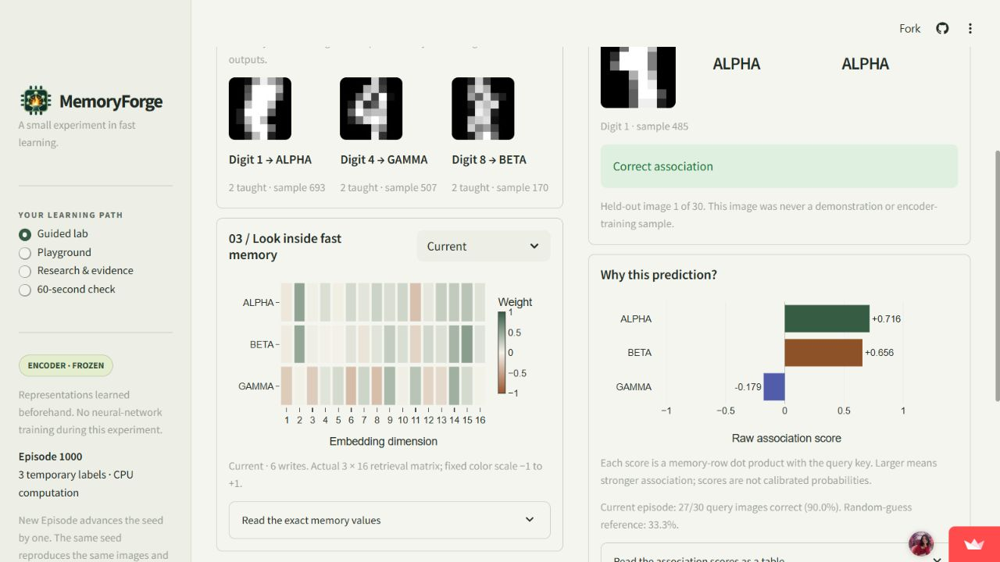 Fork
MemoryForge
A small experiment in fast
learning.
YOUR LEARNING PATH
Guided lab
Playground
Research & evidence
60-second check
ENCODER · FROZEN
Representations learned
beforehand. No neural-network
training during this experiment.
Episode 1000
3 temporary labels · CPU
computation
New Episode advances the seed
by one. The same seed
reproduces the same images and
outputs.
Digit 1 → ALPHA
Digit 4 → GAMMA
Digit 8 → BETA
2 taught · sample 693
2 taught · sample 507
2 taught · sample 170
03 / Look inside fast
memory
Current
ALPHA
BETA
GAMMA
Weight
1
0.5
0
−0.5
−1
1 2 3 4 5 6 7 8 9 10 11 12 13 14 15 16
Embedding dimension
Current · 6 writes. Actual 3 × 16 retrieval matrix; fixed color scale −1 to
+1.
Read the exact memory values
ALPHA
ALPHA
Digit 1 · sample 485
Correct association
Held-out image 1 of 30. This image was never a demonstration or encoder-
training sample.
Why this prediction?
ALPHA
+0.716
BETA
+0.656
GAMMA
-0.179
−1 −0.5 0 0.5 1
Raw association score
Each score is a memory-row dot product with the query key. Larger means
stronger association; scores are not calibrated probabilities.
Current episode: 27/30 query images correct (90.0%). Random-guess
reference: 33.3%.
Read the association scores as a table